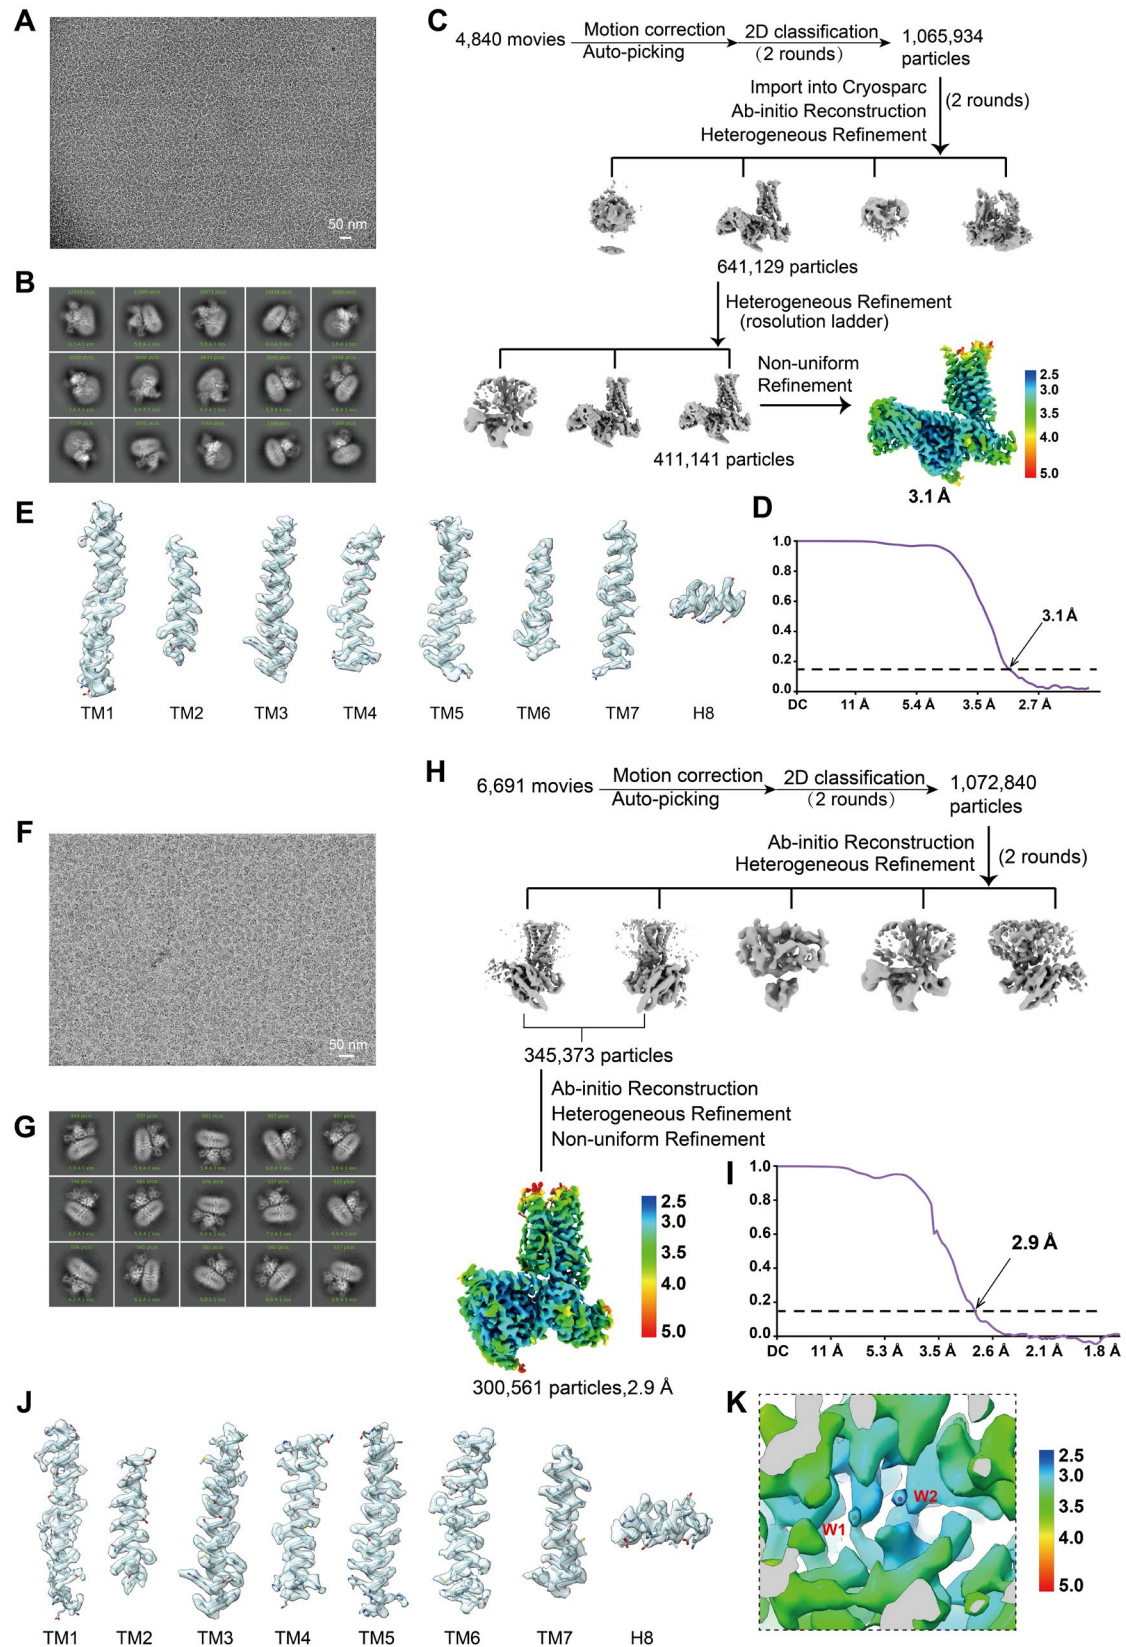 A
50 nm
B
C
4,840 movies
Motion correction
Auto-picking
2D classification
(2 rounds)
1,065,934
particles
Import into Cryosparc
Ab-initio Reconstruction
Heterogeneous Refinement
(2 rounds)
641,129 particles
Heterogeneous Refinement
(rosolution ladder)
Non-uniform
Refinement
411,141 particles
3.1 Å
2.5
3.0
3.5
4.0
5.0
D
1.0
0.8
0.6
0.4
0.2
0.0
3.1 Å
DC
11 Å
5.4 Å
3.5 Å
2.7 Å
E
TM1
TM2
TM3
TM4
TM5
TM6
TM7
H8
F
50 nm
G
H
6,691 movies
Motion correction
Auto-picking
2D classification
(2 rounds)
1,072,840
particles
Ab-initio Reconstruction
Heterogeneous Refinement
(2 rounds)
345,373 particles
Ab-initio Reconstruction
Heterogeneous Refinement
Non-uniform Refinement
2.5
3.0
3.5
4.0
5.0
300,561 particles,2.9 Å
I
1.0
0.8
0.6
0.4
0.2
0.0
2.9 Å
DC
11 Å
5.3 Å
3.5 Å
2.6 Å
2.1 Å
1.8 Å
J
TM1
TM2
TM3
TM4
TM5
TM6
TM7
H8
K
W1
W2
2.5
3.0
3.5
4.0
5.0